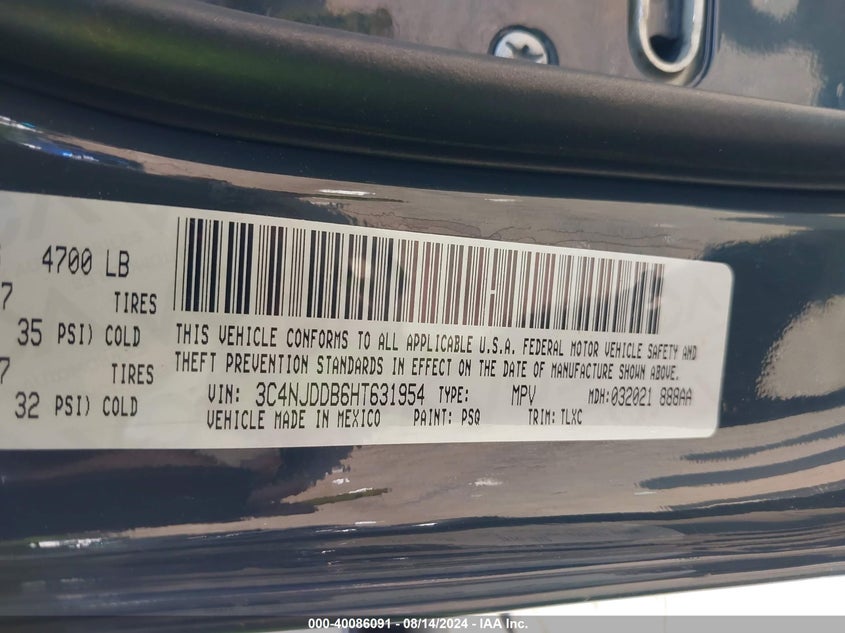 4700 LB
7 TIRES
35 PSI) COLD
7 TIRES
32 PSI) COLD
THIS VEHICLE CONFORMS TO ALL APPLICABLE U.S.A. FEDERAL MOTOR VEHICLE SAFETY AND
THEFT PREVENTION STANDARDS IN EFFECT ON THE DATE OF MANUFACTURE SHOWN ABOVE.
VIN: 3C4NJDDB6HT631954 TYPE: MPV MDH:032021 888AA
VEHICLE MADE IN MEXICO PAINT: PSQ TRIM: TLXC
000-40086091 - 08/14/2024 - IAA Inc.